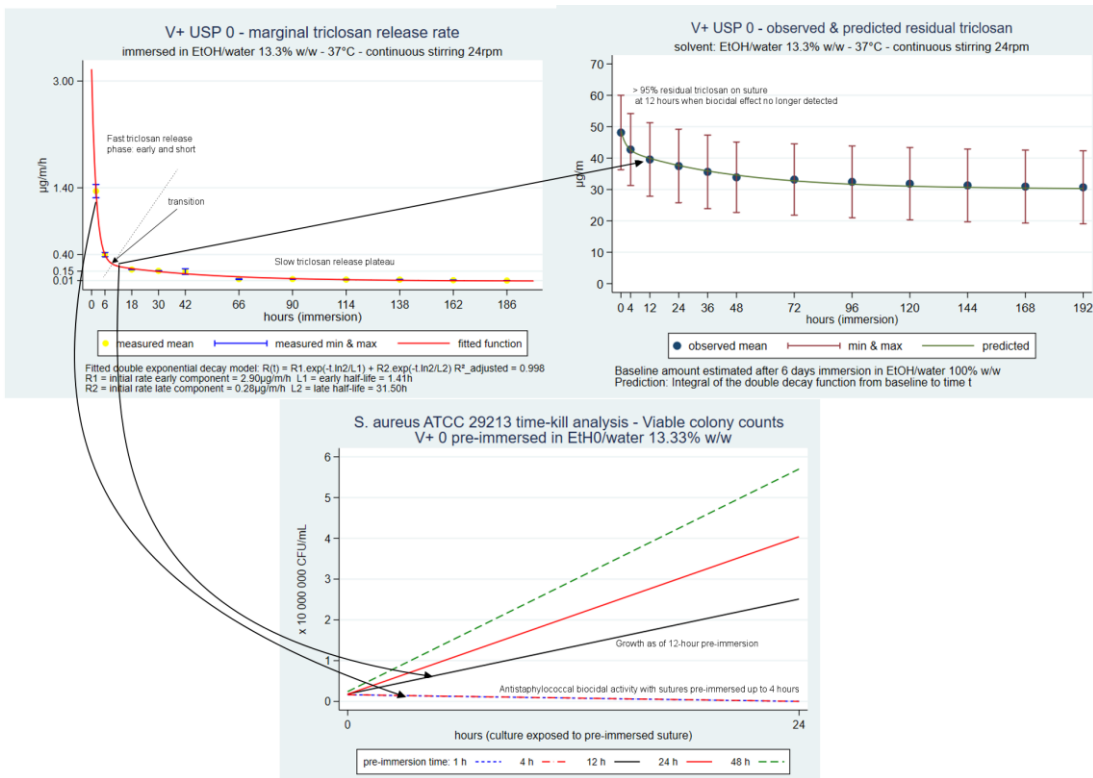 V+ USP 0 - marginal triclosan release rate
immersed in EtOH/water 13.3% w/w - 37°C - continuous stirring 24rpm
3.00
1.40
0.40
0.15
0.01
µg/m/h
Fast triclosan release
phase: early and short
transition
Slow triclosan release plateau
0 6 18 30 42 66 90 114 138 162 186
hours (immersion)
measured mean measured min & max fitted function
Fitted double exponential decay model: R(t) = R1.exp(-t.ln2/L1) + R2.exp(-t.ln2/L2) R²_adjusted = 0.998
R1 = initial rate early component = 2.90µg/m/h L1 = early half-life = 1.41h
R2 = initial rate late component = 0.28µg/m/h L2 = late half-life = 31.50h
V+ USP 0 - observed & predicted residual triclosan
solvent: EtOH/water 13.3% w/w - 37°C - continuous stirring 24rpm
70
60
50
40
30
20
10
0
µg/m
> 95% residual triclosan on suture
at 12 hours when biocidal effect no longer detected
0 4 12 24 36 48 72 96 120 144 168 192
hours (immersion)
observed mean min & max predicted
Baseline amount estimated after 6 days immersion in EtOH/water 100% w/w
Prediction: Integral of the double decay function from baseline to time t
S. aureus ATCC 29213 time-kill analysis - Viable colony counts
V+ 0 pre-immersed in EtH0/water 13.33% w/w
6
5
4
3
2
1
0
x 10 000 000 CFU/mL
Growth as of 12-hour pre-immersion
Antistaphylococcal biocidal activity with sutures pre-immersed up to 4 hours
0 24
hours (culture exposed to pre-immersed suture)
pre-immersion time: 1 h 4 h 12 h 24 h 48 h